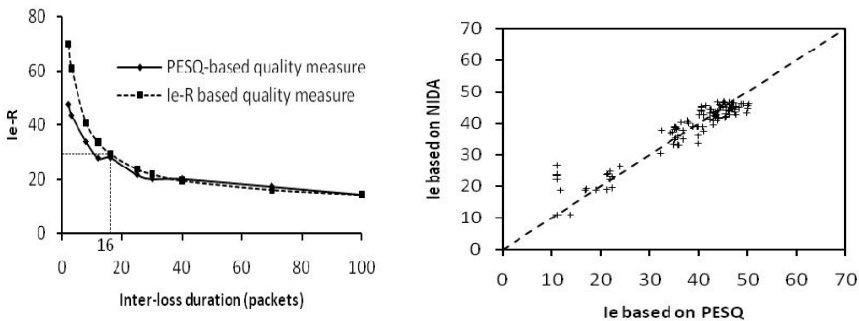 80
60
40
20
0
Ie-R
PESQ-based quality measure
Ie-R based quality measure
16
0 20 40 60 80 100
Inter-loss duration (packets)
70
60
50
40
30
20
10
0
Ie based on NIDA
0 10 20 30 40 50 60 70
Ie based on PESQ